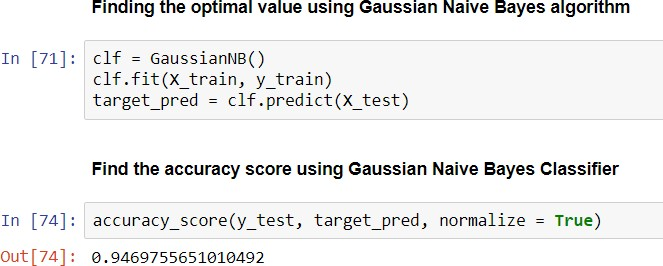 Finding the optimal value using Gaussian Naive Bayes algorithm
In [71]: clf = GaussianNB()
clf.fit(X_train, y_train)
target_pred = clf.predict(X_test)
Find the accuracy score using Gaussian Naive Bayes Classifier
In [74]: accuracy_score(y_test, target_pred, normalize = True)
Out[74]: 0.9469755651010492